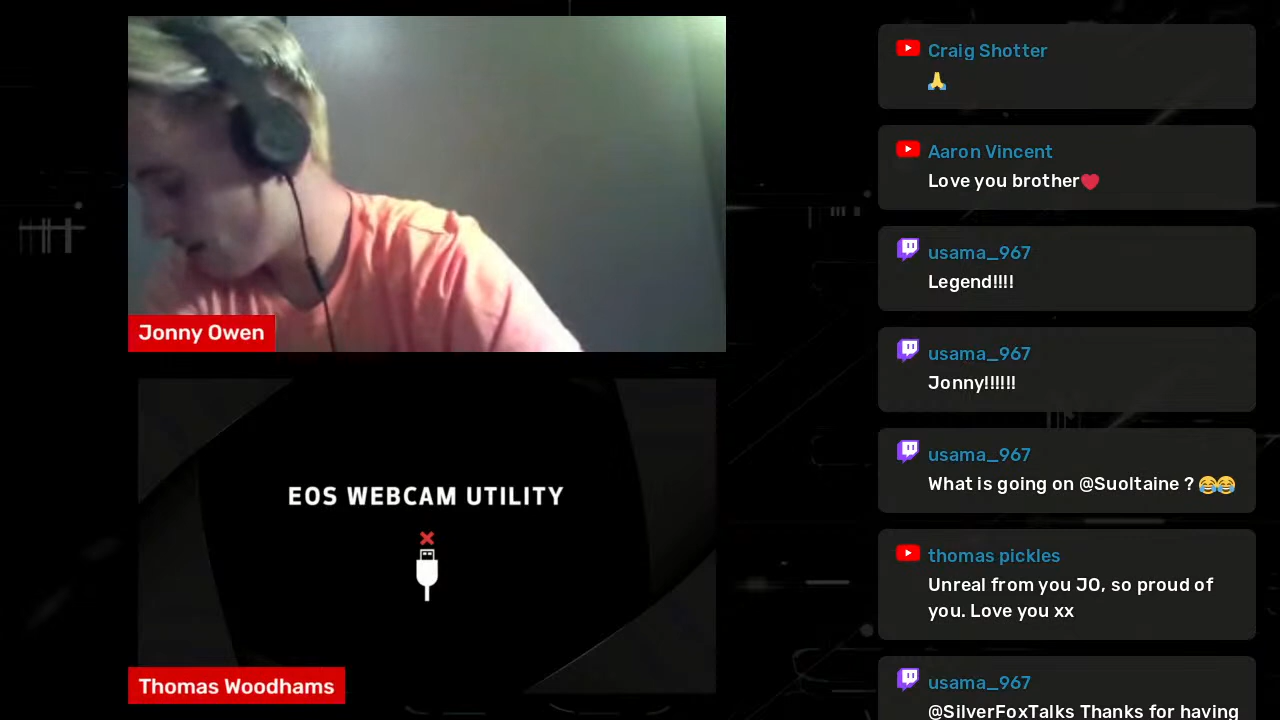 Jonny Owen
EOS WEBCAM UTILITY
Thomas Woodhams
Craig Shotter
🙏
Aaron Vincent
Love you brother❤️
usama_967
Legend!!!!
usama_967
Jonny!!!!!!
usama_967
What is going on @Suoltaine ? 😂😂
thomas pickles
Unreal from you JO, so proud of
you. Love you xx
usama_967
@SilverFoxTalks Thanks for having